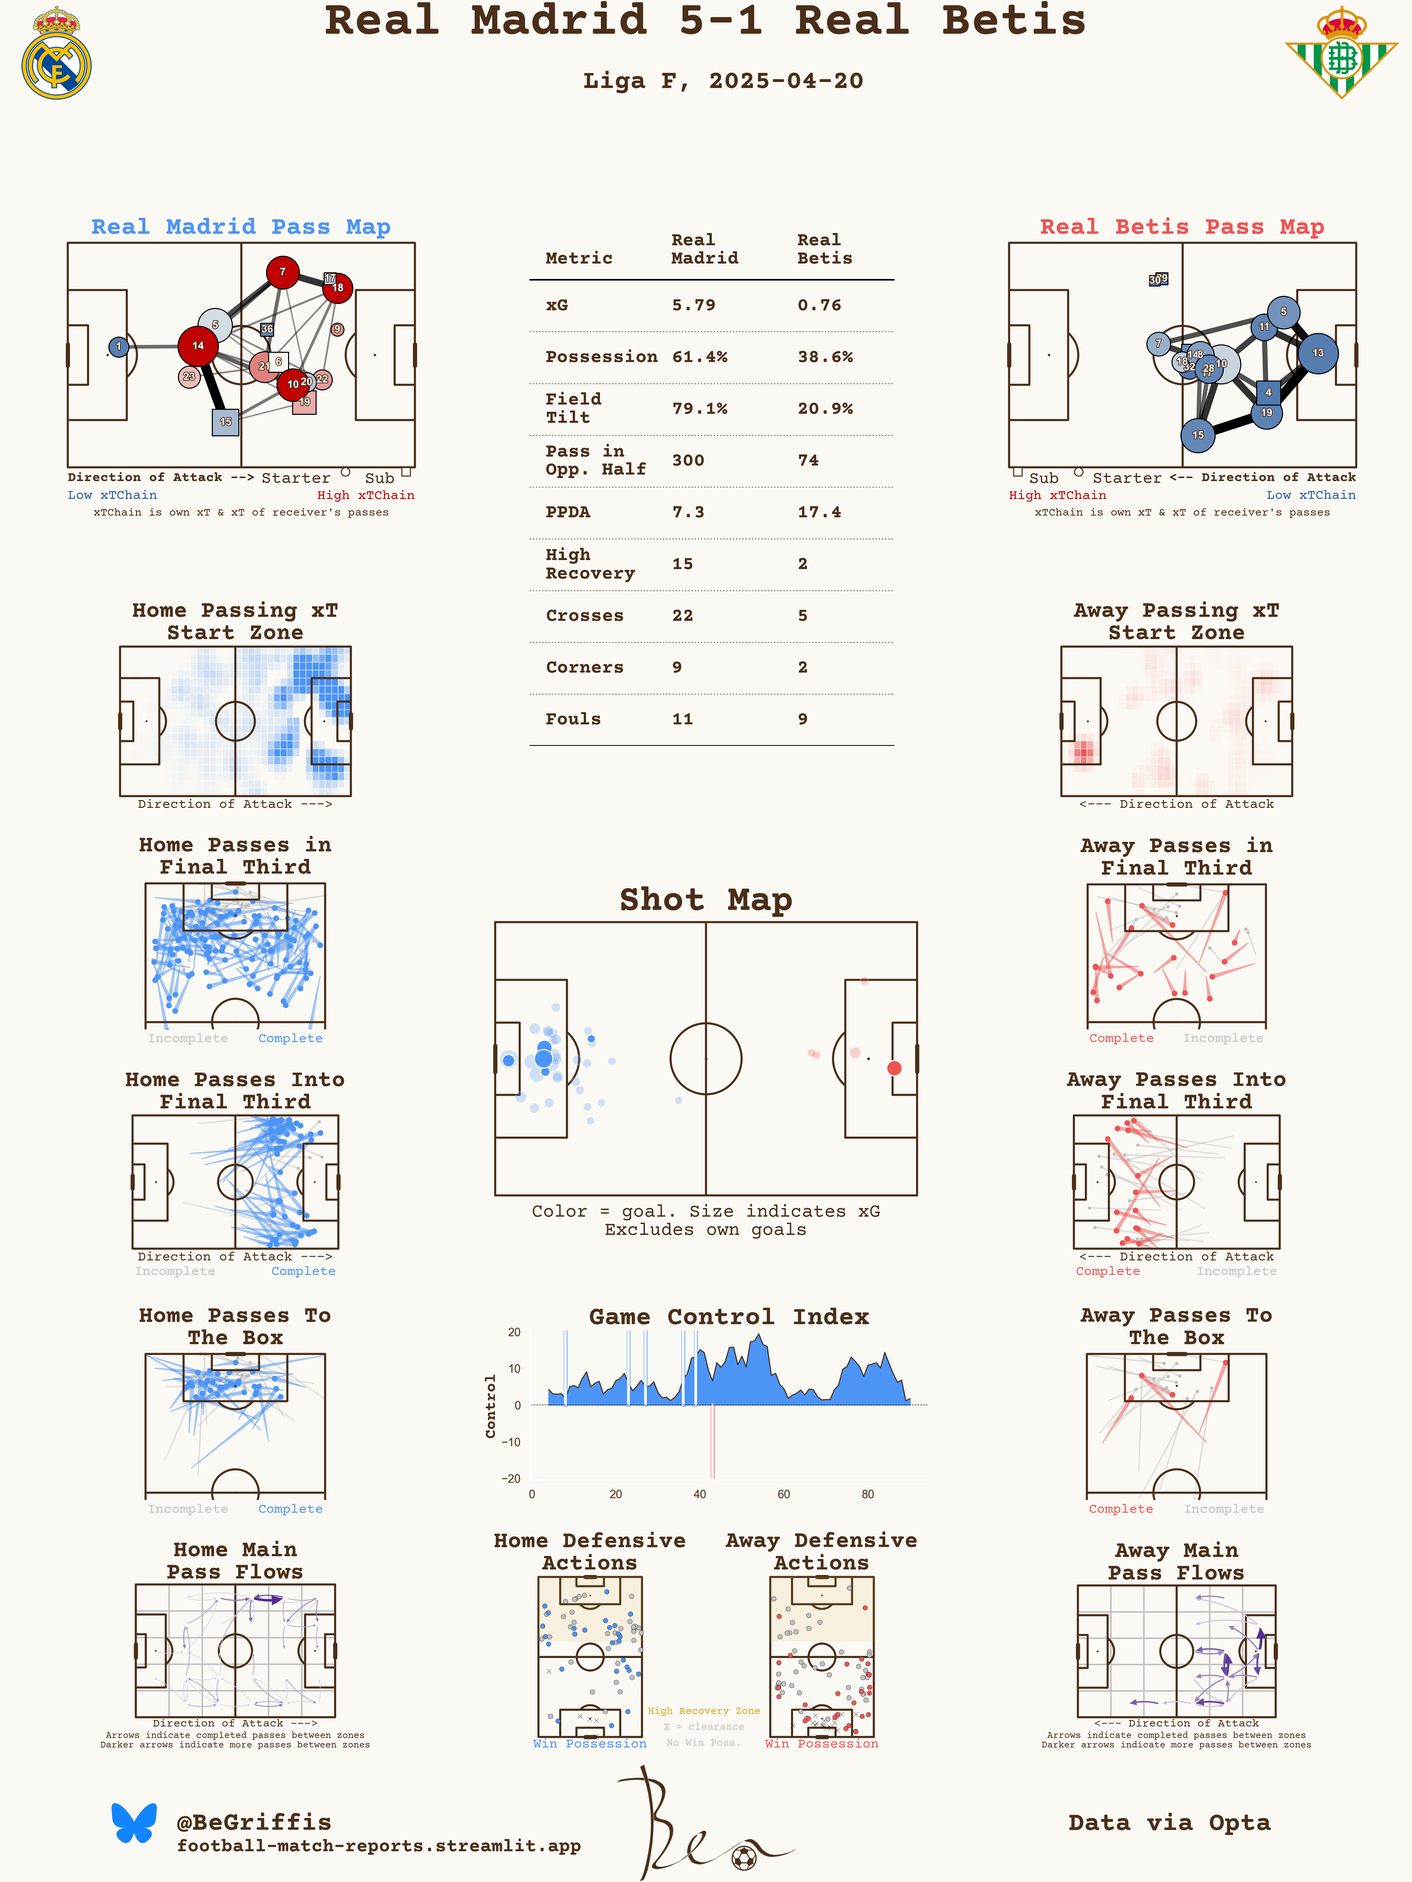 Real Madrid 5-1 Real Betis
Liga F, 2025-04-20
Real Madrid Pass Map
1
14
5
23
15
7
17
18
36
9
6
21
10
20
22
19
Direction of Attack --> Starter Sub
Low xTChain High xTChain
xTChain is own xT & xT of receiver's passes
Metric Real Madrid Real Betis
xG 5.79 0.76
Possession 61.4% 38.6%
Field Tilt 79.1% 20.9%
Pass in Opp. Half 300 74
PPDA 7.3 17.4
High Recovery 15 2
Crosses 22 5
Corners 9 2
Fouls 11 9
Real Betis Pass Map
30
7
18
14
8
32
28
10
11
5
13
4
19
15
Sub Starter <-- Direction of Attack
High xTChain Low xTChain
xTChain is own xT & xT of receiver's passes
Home Passing xT
Start Zone
Direction of Attack --->
Away Passing xT
Start Zone
<--- Direction of Attack
Home Passes in
Final Third
Incomplete Complete
Away Passes in
Final Third
Complete Incomplete
Shot Map
Color = goal. Size indicates xG
Excludes own goals
Home Passes Into
Final Third
Direction of Attack --->
Incomplete Complete
Away Passes Into
Final Third
<--- Direction of Attack
Complete Incomplete
Home Passes To
The Box
Incomplete Complete
Game Control Index
Control
20
10
0
−10
−20
0 20 40 60 80
Away Passes To
The Box
Complete Incomplete
Home Main
Pass Flows
Direction of Attack --->
Arrows indicate completed passes between zones
Darker arrows indicate more passes between zones
Home Defensive
Actions
Win Possession
High Recovery Zone
X = clearance
No Win Poss.
Away Defensive
Actions
Win Possession
Away Main
Pass Flows
<--- Direction of Attack
Arrows indicate completed passes between zones
Darker arrows indicate more passes between zones
@BeGriffis
football-match-reports.streamlit.app
Ben
Data via Opta